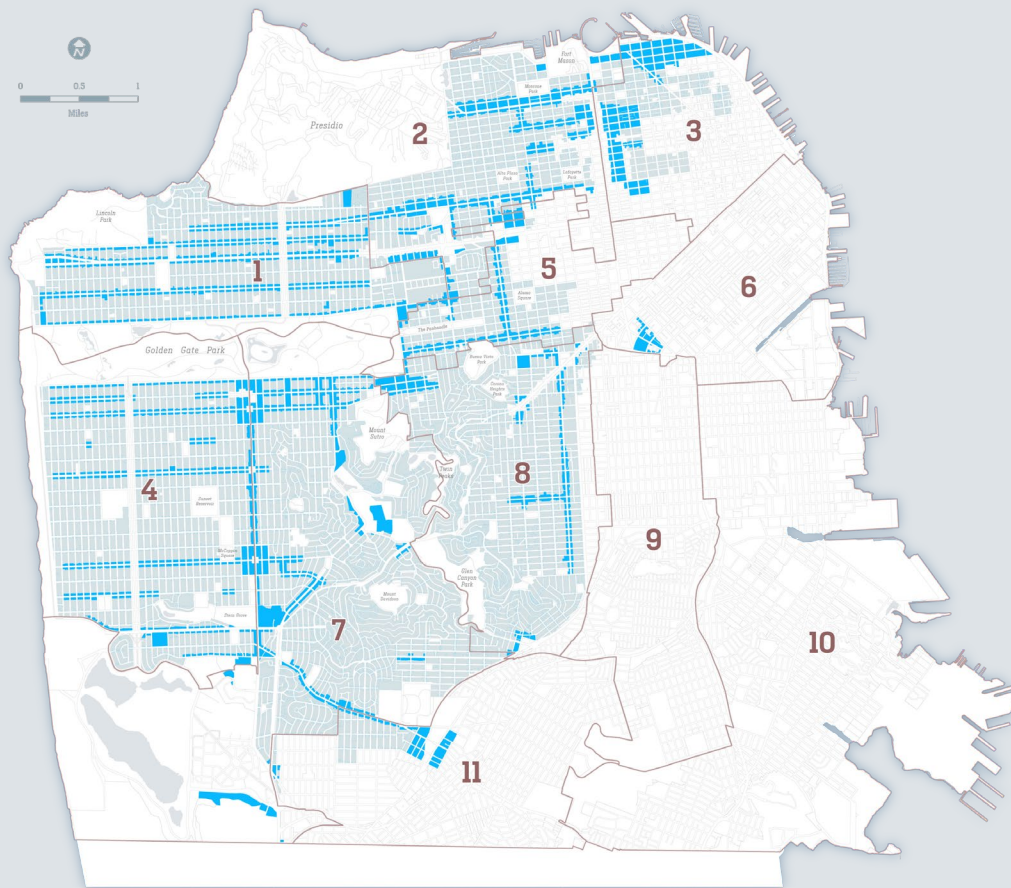 N
0 0.5 1
Miles
Fort
Mason
Moscone
Park
Presidio
2
3
Alta Plaza
Park
Lafayette
Park
Lincoln
Park
1
5
6
Alamo
Square
The Panhandle
Golden Gate Park
Buena Vista
Park
Corona
Heights
Park
Mount
Sutro
Twin
Peaks
8
4
Sunset
Reservoir
9
McCoppin
Square
Glen
Canyon
Park
Mount
Davidson
Stern Grove
7
10
11